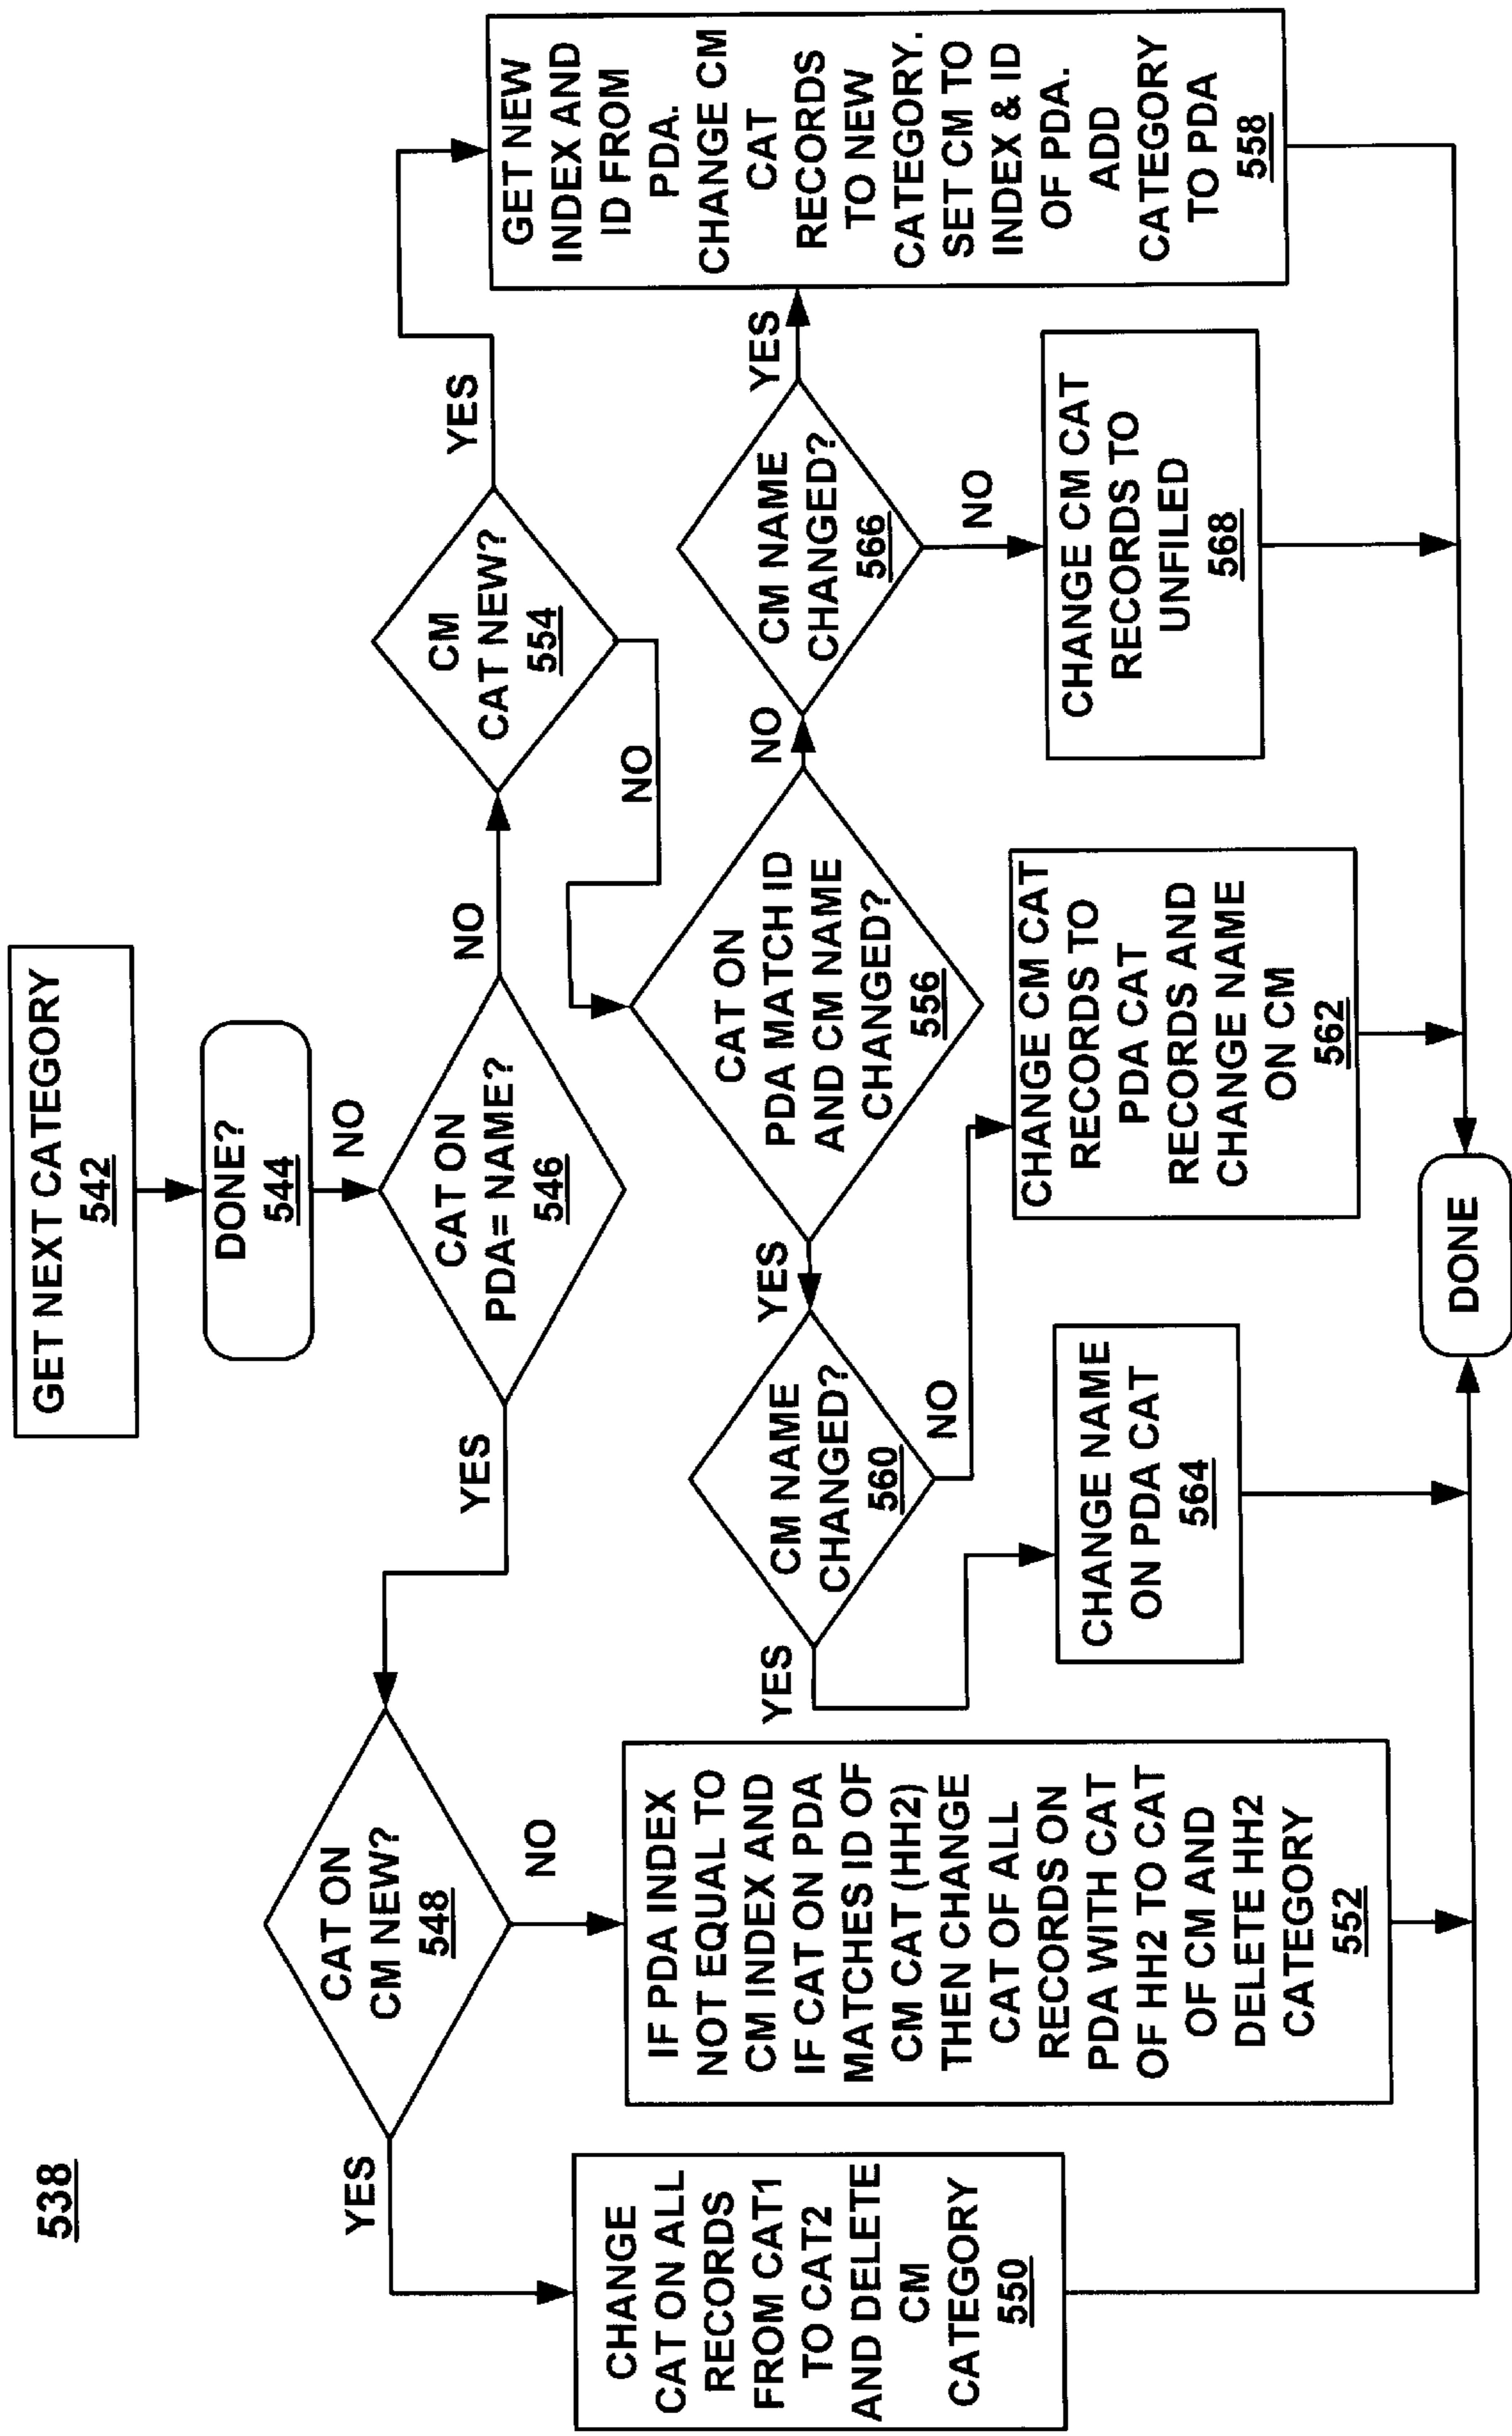 538
GET NEXT CATEGORY
542
DONE?
544
NO
CAT ON
PDA= NAME?
546
YES
NO
CAT ON
CM NEW?
548
YES
NO
CM
CAT NEW?
554
YES
NO
CHANGE
CAT ON ALL
RECORDS
FROM CAT1
TO CAT2
AND DELETE
CM
CATEGORY
550
IF PDA INDEX
NOT EQUAL TO
CM INDEX AND
IF CAT ON PDA
MATCHES ID OF
CM CAT (HH2)
THEN CHANGE
CAT OF ALL
RECORDS ON
PDA WITH CAT
OF HH2 TO CAT
OF CM AND
DELETE HH2
CATEGORY
552
CAT ON
PDA MATCH ID
AND CM NAME
CHANGED?
556
YES
NO
CM NAME
CHANGED?
560
YES
NO
CM NAME
CHANGED?
566
YES
NO
GET NEW
INDEX AND
ID FROM
PDA.
CHANGE CM
CAT
RECORDS
TO NEW
CATEGORY.
SET CM TO
INDEX & ID
OF PDA.
ADD
CATEGORY
TO PDA
558
CHANGE NAME
ON PDA CAT
564
CHANGE CM CAT
RECORDS TO
PDA CAT
RECORDS AND
CHANGE NAME
ON CM
562
CHANGE CM CAT
RECORDS TO
UNFILED
568
DONE